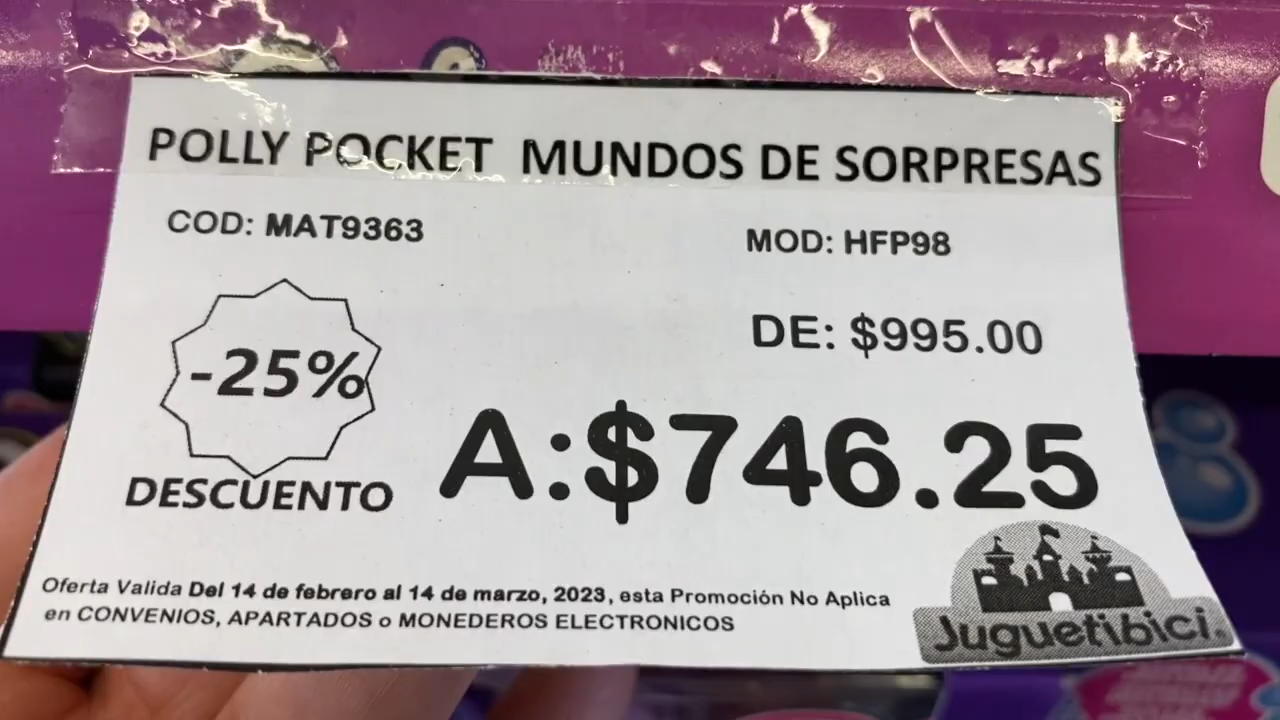 POLLY POCKET MUNDOS DE SORPRESAS
COD: MAT9363
MOD: HFP98
-25%
DESCUENTO
DE: $995.00
A:$746.25
Oferta Valida Del 14 de febrero al 14 de marzo, 2023, esta Promoción No Aplica
en CONVENIOS, APARTADOS o MONEDEROS ELECTRONICOS
Juguetibici.